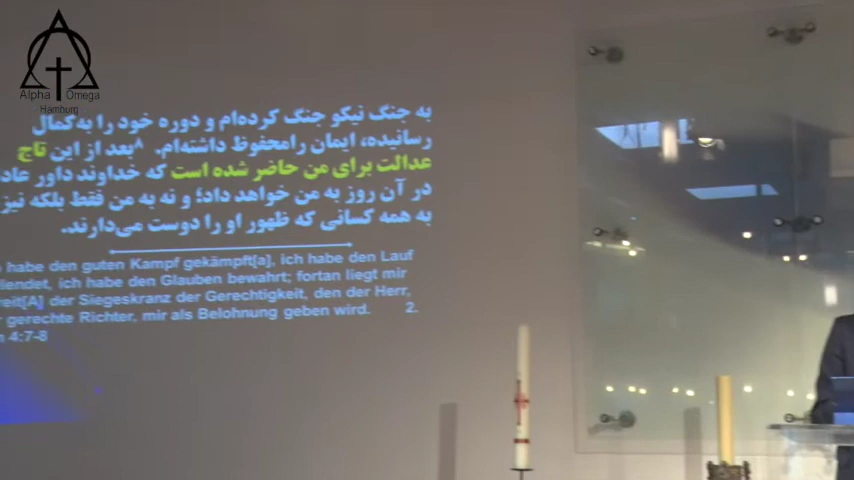 Alpha Omega
Hamburg
به جنگ نیکو جنگ کرده‌ام و دوره خود را به‌کمال
رسانیده، ایمان رامحفوظ داشته‌ام. ۸بعد از این تاج
عدالت برای من حاضر شده است که خداوند داور عاد
در آن روز به من خواهد داد؛ و نه به من فقط بلکه نیز
به همه کسانی که ظهور او را دوست می‌دارند.
habe den guten Kampf gekämpft[a], ich habe den Lauf
llendet, ich habe den Glauben bewahrt; fortan liegt mir
reit[A] der Siegeskranz der Gerechtigkeit, den der Herr,
gerechte Richter, mir als Belohnung geben wird. 2.
4:7-8